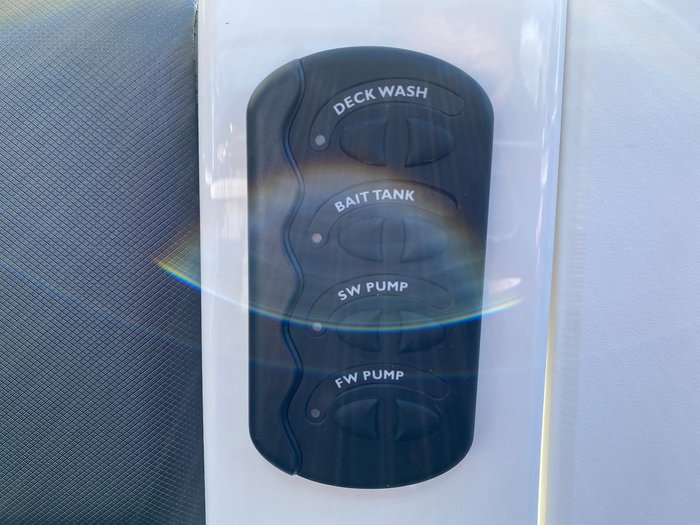 DECK WASH
BAIT TANK
SW PUMP
FW PUMP